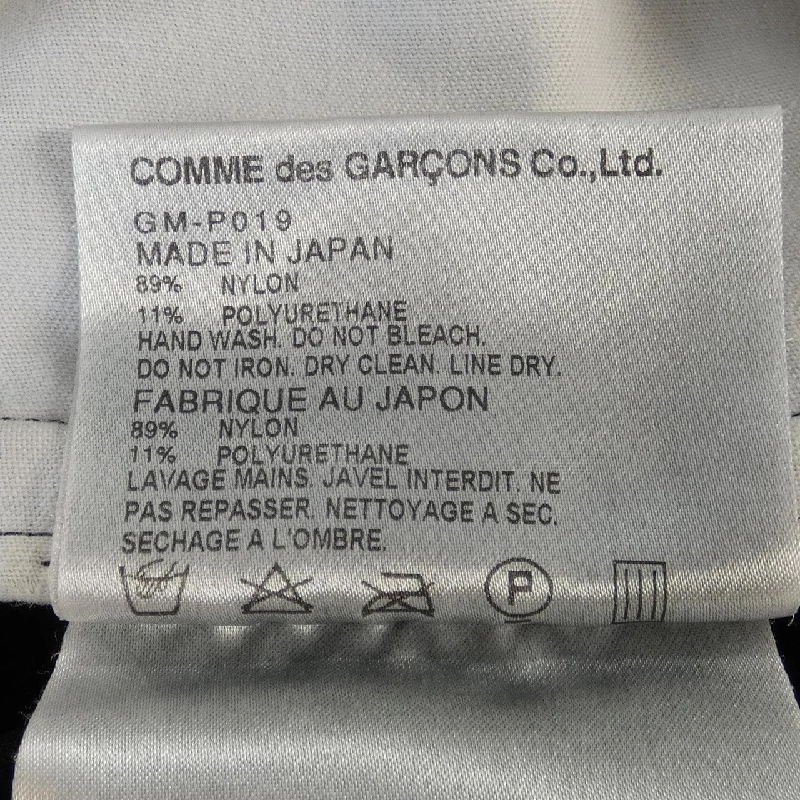 COMME des GARÇONS Co.,Ltd.
GM-P019
MADE IN JAPAN
89% NYLON
11% POLYURETHANE
HAND WASH. DO NOT BLEACH.
DO NOT IRON. DRY CLEAN. LINE DRY.
FABRIQUE AU JAPON
89% NYLON
11% POLYURETHANE
LAVAGE MAINS. JAVEL INTERDIT. NE
PAS REPASSER. NETTOYAGE A SEC.
SECHAGE A L'OMBRE.
P